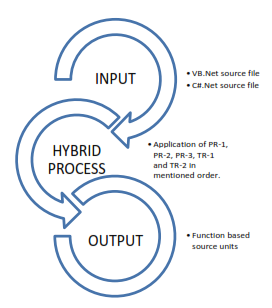 INPUT
• VB.Net source file
• C#.Net source file
HYBRID
PROCESS
• Application of PR-1,
PR-2, PR-3, TR-1
and TR-2 in
mentioned order.
OUTPUT
• Function based
source units